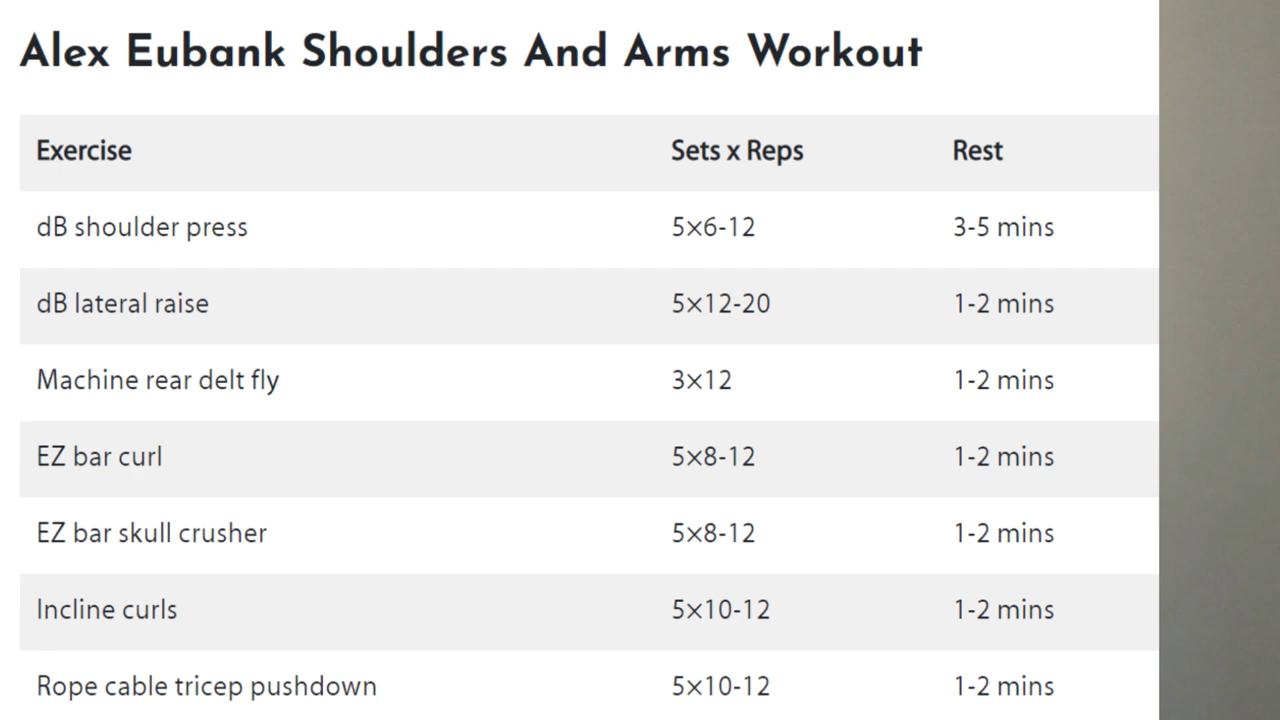 Alex Eubank Shoulders And Arms Workout
Exercise Sets x Reps Rest
dB shoulder press 5×6-12 3-5 mins
dB lateral raise 5×12-20 1-2 mins
Machine rear delt fly 3×12 1-2 mins
EZ bar curl 5×8-12 1-2 mins
EZ bar skull crusher 5×8-12 1-2 mins
Incline curls 5×10-12 1-2 mins
Rope cable tricep pushdown 5×10-12 1-2 mins